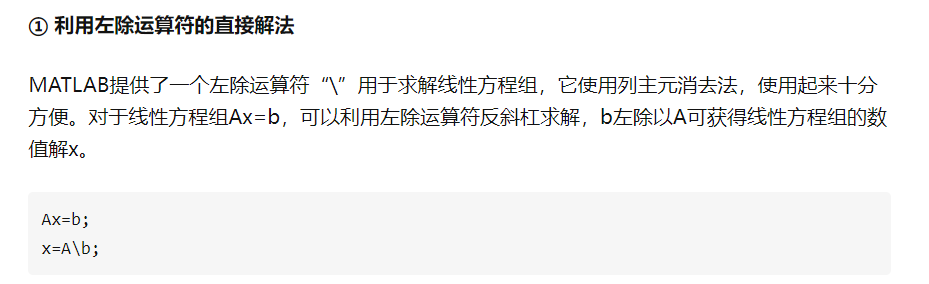 ① 利用左除运算符的直接解法
MATLAB提供了一个左除运算符“\”用于求解线性方程组，它使用列主元消去法，使用起来十分
方便。对于线性方程组Ax=b，可以利用左除运算符反斜杠求解，b左除以A可获得线性方程组的数
值解x。
Ax=b;
x=A\b;